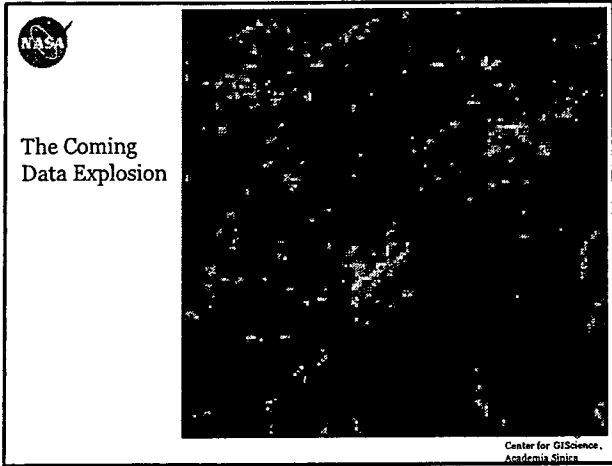 NASA
The Coming
Data Explosion
Center for GIScience,
Academia Sinica